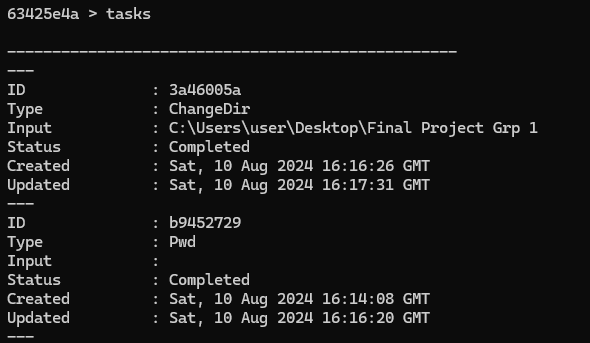 63425e4a > tasks
--------------------------------------------------
---
ID : 3a46005a
Type : ChangeDir
Input : C:\Users\user\Desktop\Final Project Grp 1
Status : Completed
Created : Sat, 10 Aug 2024 16:16:26 GMT
Updated : Sat, 10 Aug 2024 16:17:31 GMT
---
ID : b9452729
Type : Pwd
Input :
Status : Completed
Created : Sat, 10 Aug 2024 16:14:08 GMT
Updated : Sat, 10 Aug 2024 16:16:20 GMT
---